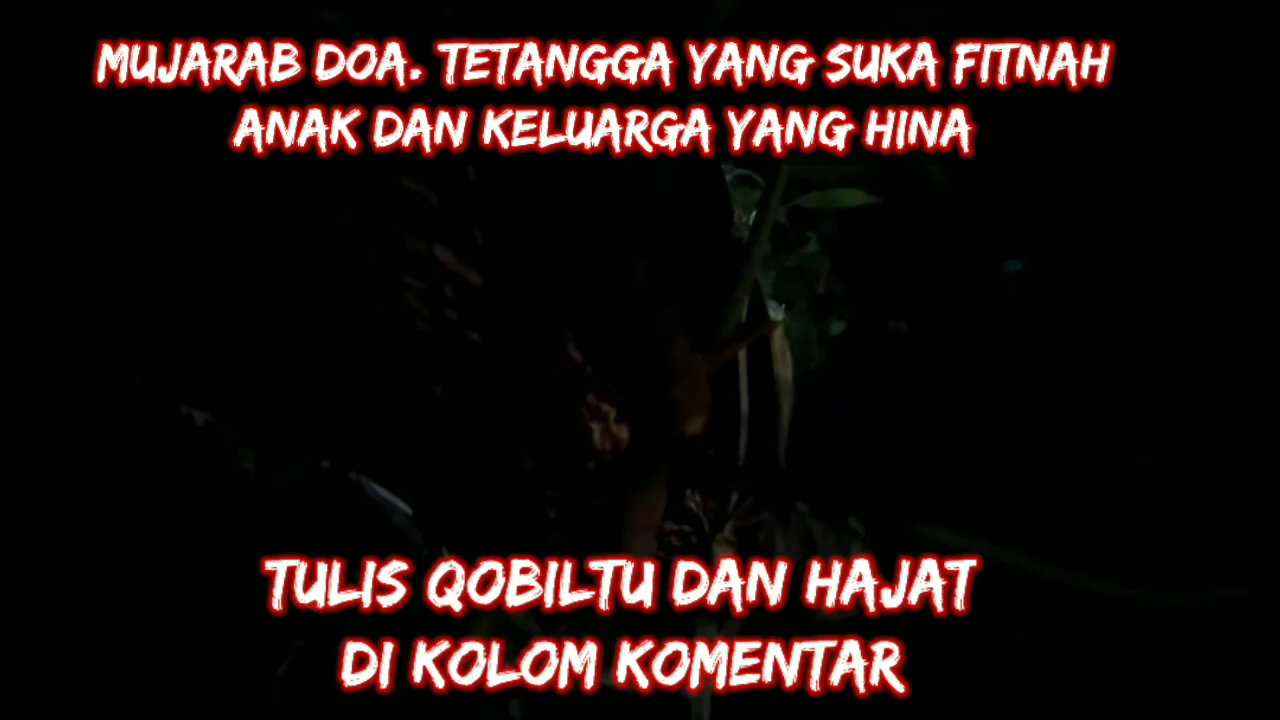 MUJARAB DOA. TETANGGA YANG SUKA FITNAH
ANAK DAN KELUARGA YANG HINA
TULIS QOBILTU DAN HAJAT
DI KOLOM KOMENTAR